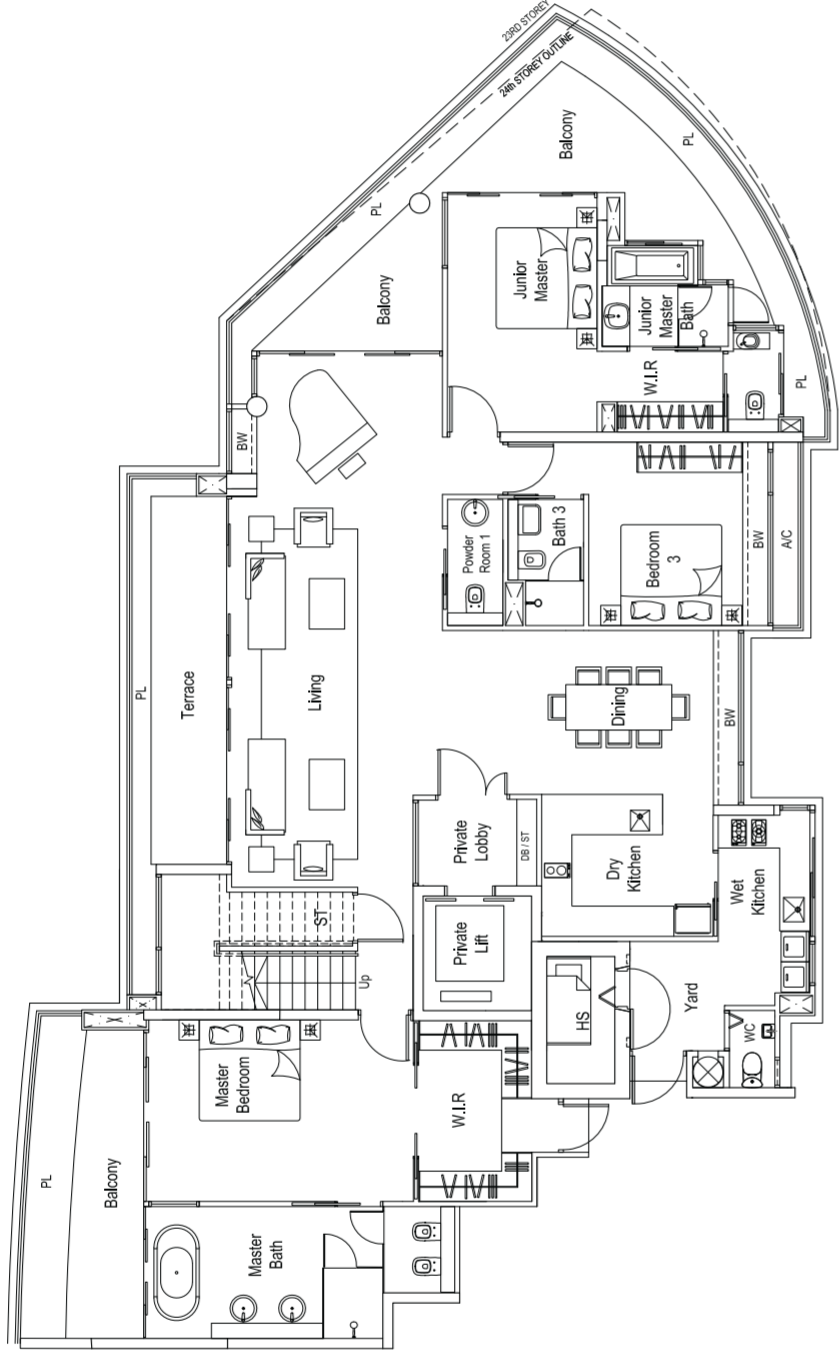 23RD STOREY
24th STOREY OUTLINE
PL
Balcony
PL
Balcony
Junior
Master
Junior
Master
Bath
W.I.R
PL
BW
Powder
Room 1
Bath 3
Bedroom
3
BW
A/C
PL
Terrace
Living
Dining
BW
Private
Lobby
DB / ST
Dry
Kitchen
Wet
Kitchen
ST
Up
Private
Lift
HS
Yard
WC
Master
Bedroom
W.I.R
PL
Balcony
Master
Bath